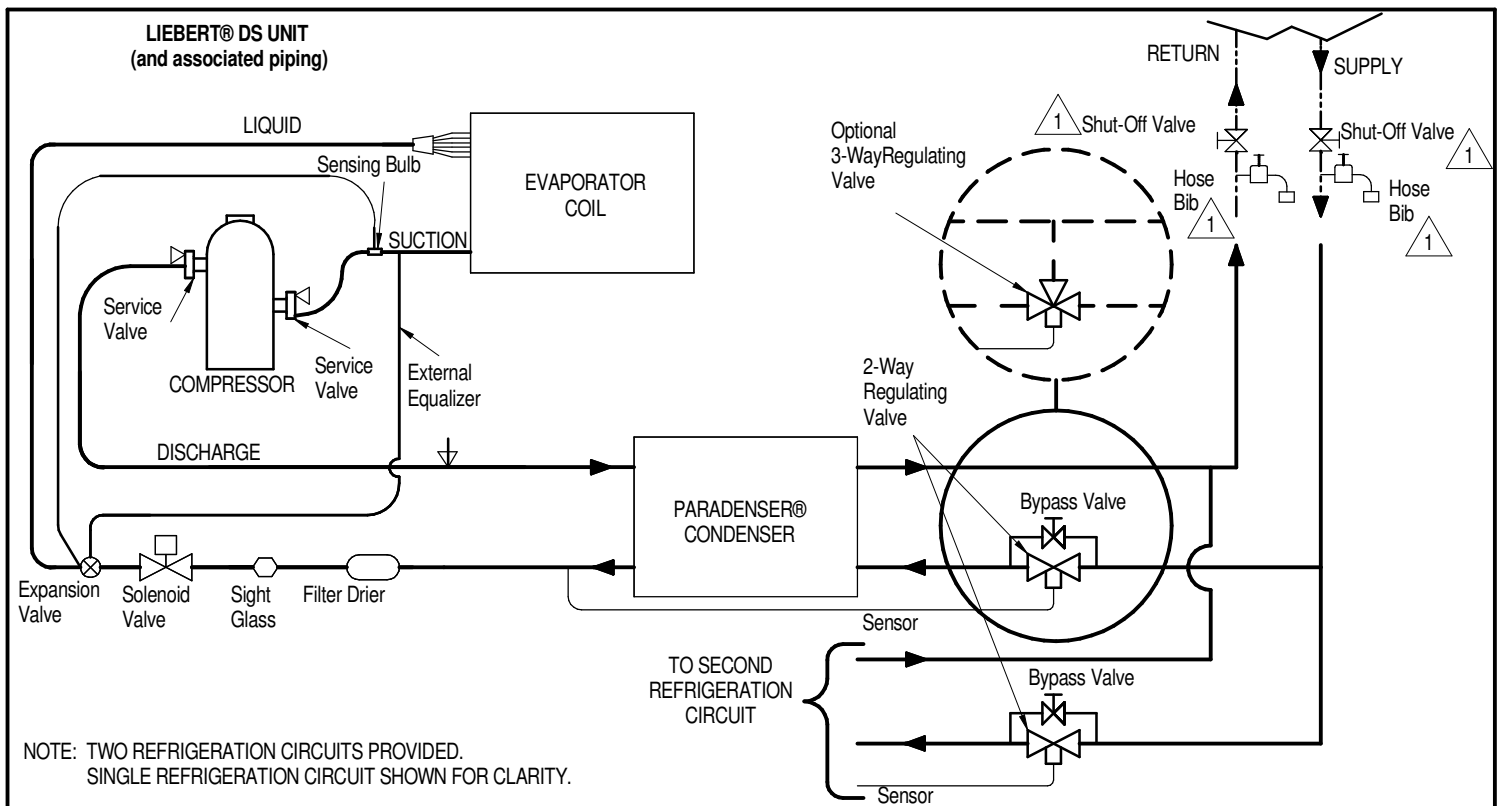 LIEBERT® DS UNIT
(and associated piping)
RETURN
SUPPLY
LIQUID
Sensing Bulb
EVAPORATOR
COIL
SUCTION
Optional
3-WayRegulating
Valve
1
Shut-Off Valve
Shut-Off Valve
1
Hose
Bib
1
Hose
Bib
1
Service
Valve
COMPRESSOR
Service
Valve
External
Equalizer
2-Way
Regulating
Valve
DISCHARGE
PARADENSER®
CONDENSER
Bypass Valve
Expansion
Valve
Solenoid
Valve
Sight
Glass
Filter Drier
Sensor
TO SECOND
REFRIGERATION
CIRCUIT
Bypass Valve
Sensor
NOTE: TWO REFRIGERATION CIRCUITS PROVIDED.
SINGLE REFRIGERATION CIRCUIT SHOWN FOR CLARITY.